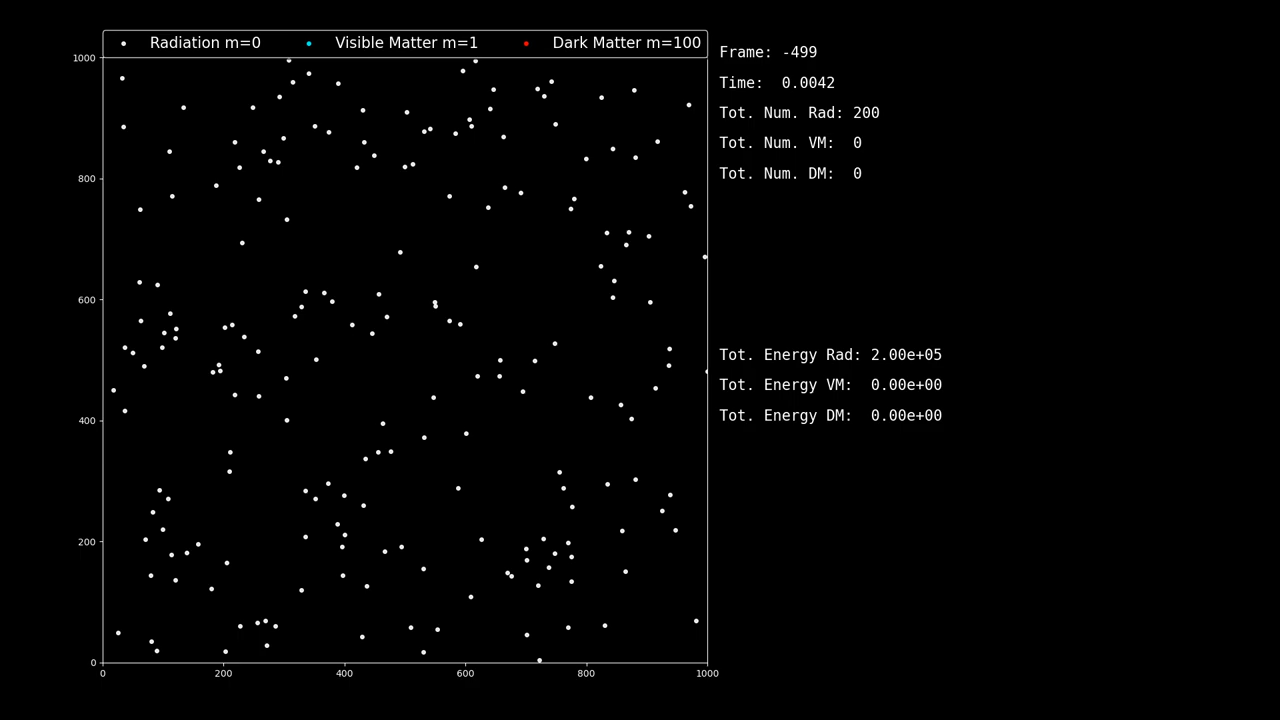 Radiation m=0 Visible Matter m=1 Dark Matter m=100
Frame: -499
Time: 0.0042
Tot. Num. Rad: 200
Tot. Num. VM: 0
Tot. Num. DM: 0
Tot. Energy Rad: 2.00e+05
Tot. Energy VM: 0.00e+00
Tot. Energy DM: 0.00e+00
1000
800
600
400
200
0
0 200 400 600 800 1000